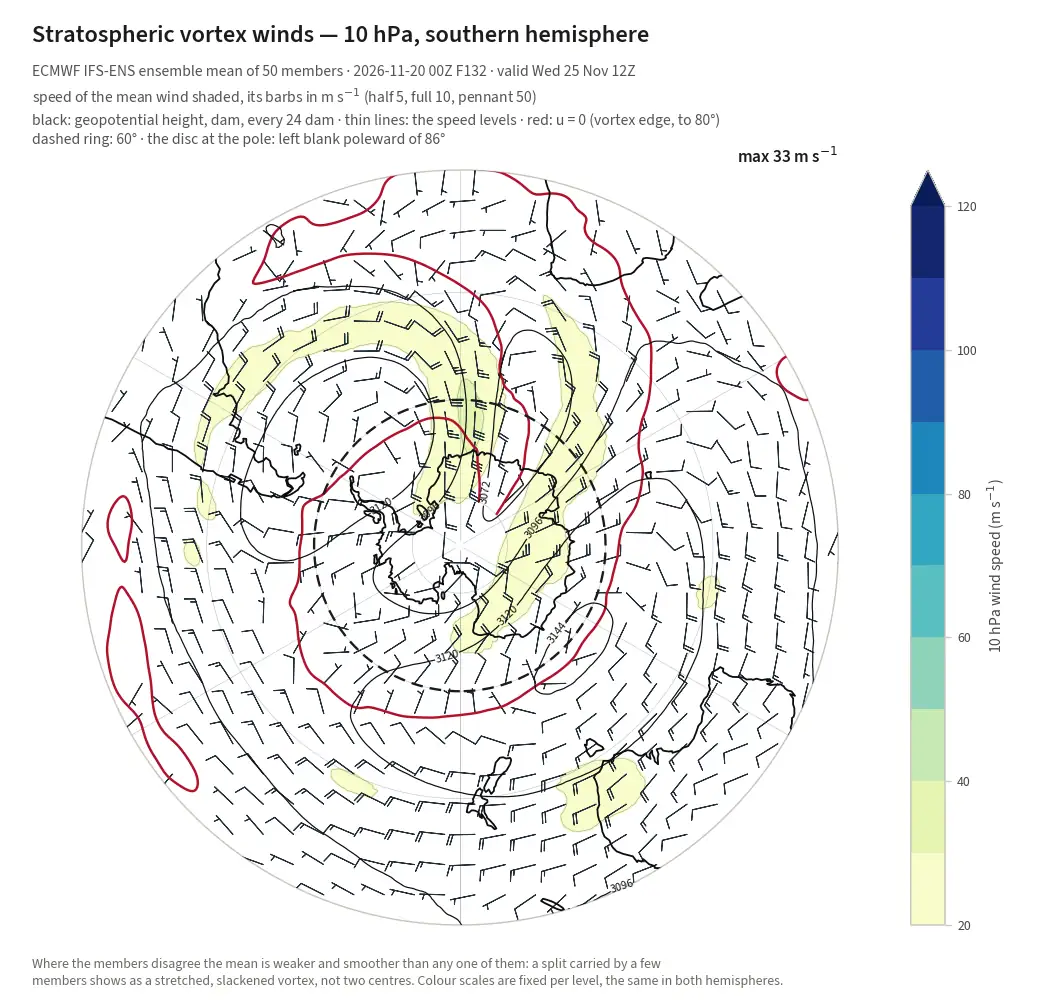 Stratospheric vortex winds — 10 hPa, southern hemisphere
ECMWF IFS-ENS ensemble mean of 50 members · 2026-11-20 00Z F132 · valid Wed 25 Nov 12Z
speed of the mean wind shaded, its barbs in m s⁻¹ (half 5, full 10, pennant 50)
black: geopotential height, dam, every 24 dam · thin lines: the speed levels · red: u = 0 (vortex edge, to 80°)
dashed ring: 60° · the disc at the pole: left blank poleward of 86°
max 33 m s⁻¹
120
100
80
60
40
20
10 hPa wind speed (m s⁻¹)
3072
3120
3096
3120
3144
3120
3096
Where the members disagree the mean is weaker and smoother than any one of them: a split carried by a few
members shows as a stretched, slackened vortex, not two centres. Colour scales are fixed per level, the same in both hemispheres.